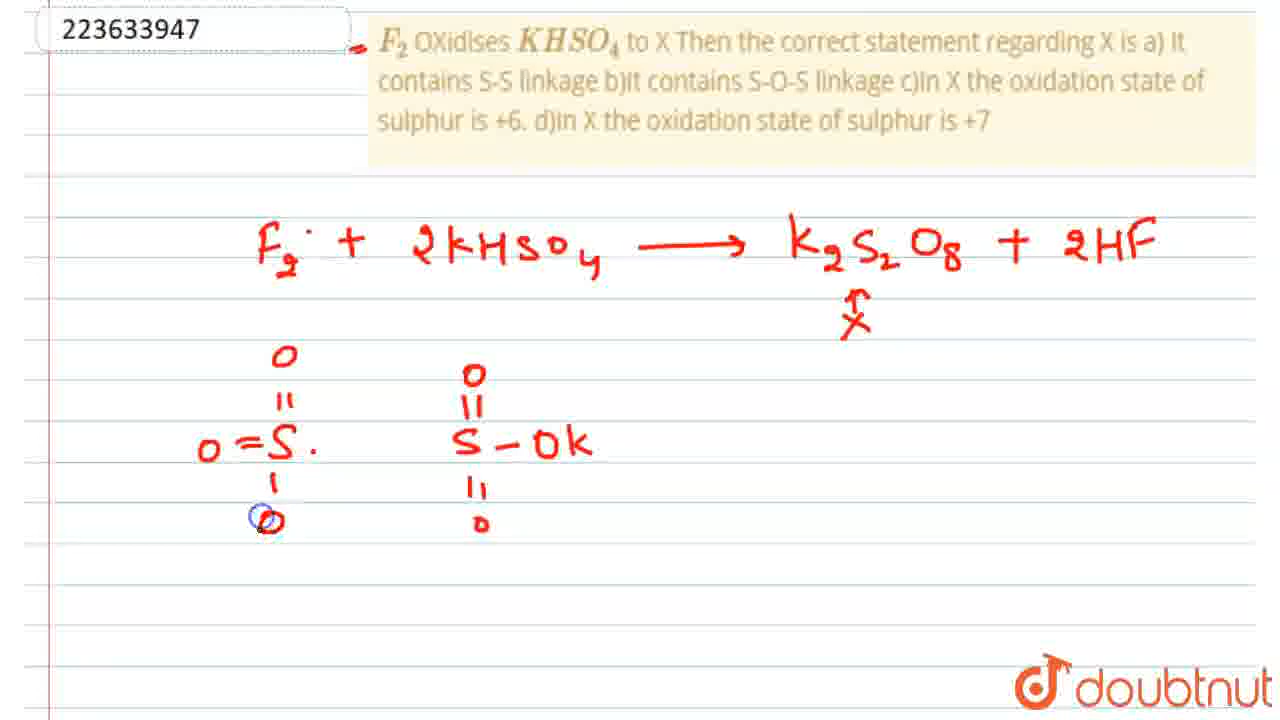 223633947
F₂ OXidises KHSO₄ to X Then the correct statement regarding X is a) It
contains S-S linkage b)It contains S-O-S linkage c)In X the oxidation state of
sulphur is +6. d)in X the oxidation state of sulphur is +7
F₂ + 2KHSO₄ → K₂S₂O₈ + 2HF
↑
X
O O
|| ||
O=S. S-OK
| ||
O O
doubtnut